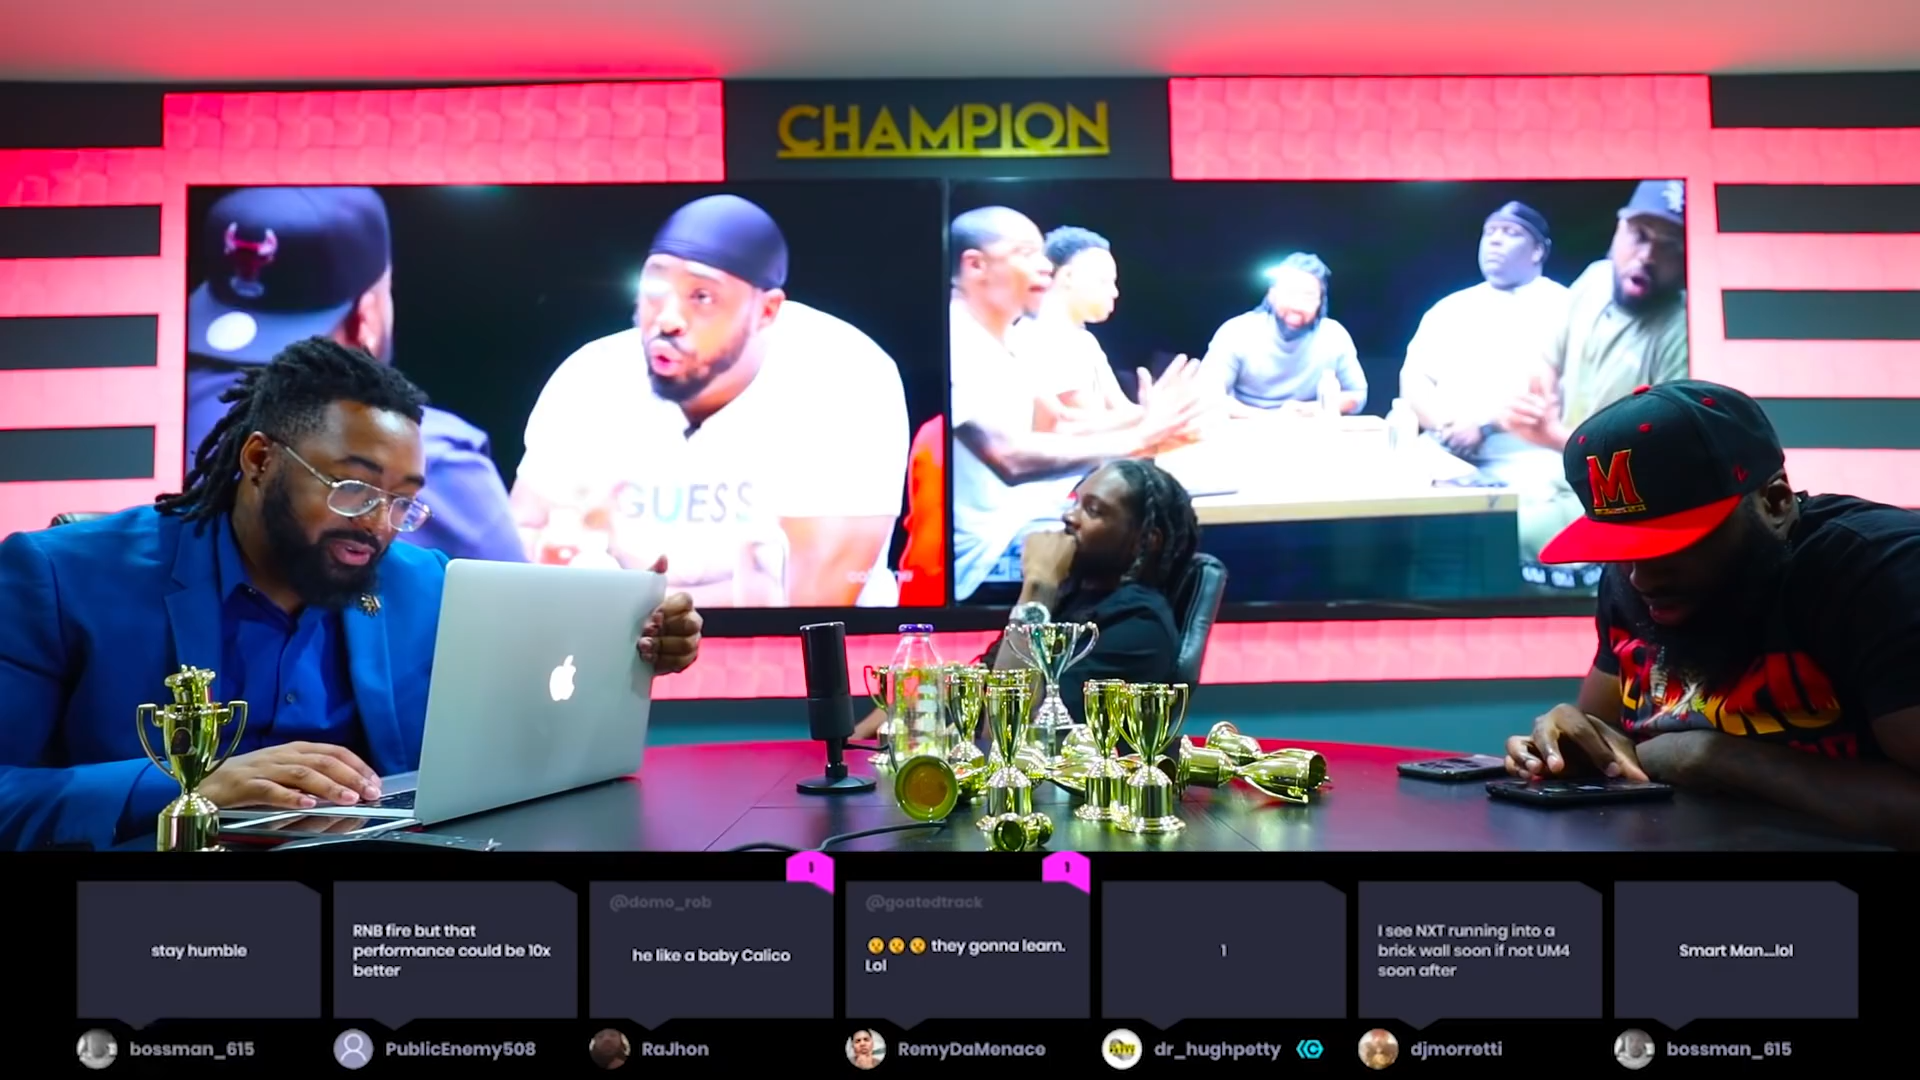 CHAMPION
GUESS
M
@domo_rob
@goatedtrack
stay humble
RNB fire but that
performance could be 10x
better
he like a baby Calico
😗😗😗 they gonna learn.
Lol
1
I see NXT running into a
brick wall soon if not UM4
soon after
Smart Man....lol
bossman_615
PublicEnemy508
RaJhon
RemyDaMenace
dr_hughpetty
djmorretti
bossman_615